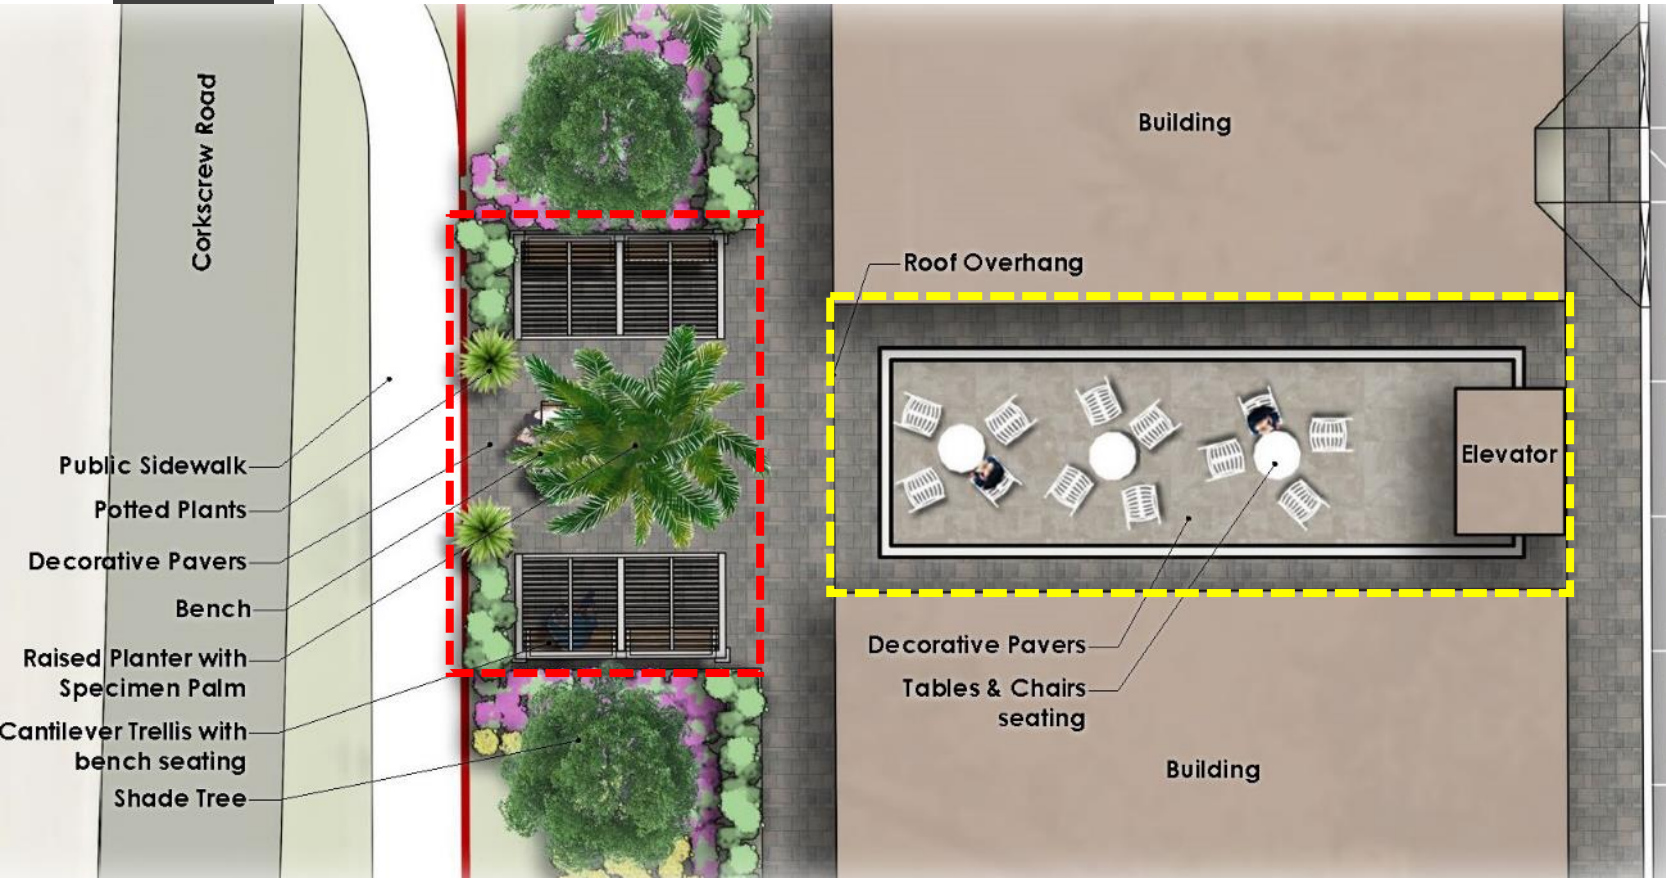 Corkscrew Road
Building
Roof Overhang
Elevator
Public Sidewalk
Potted Plants
Decorative Pavers
Bench
Raised Planter with
Specimen Palm
Cantilever Trellis with
bench seating
Shade Tree
Decorative Pavers
Tables & Chairs
seating
Building